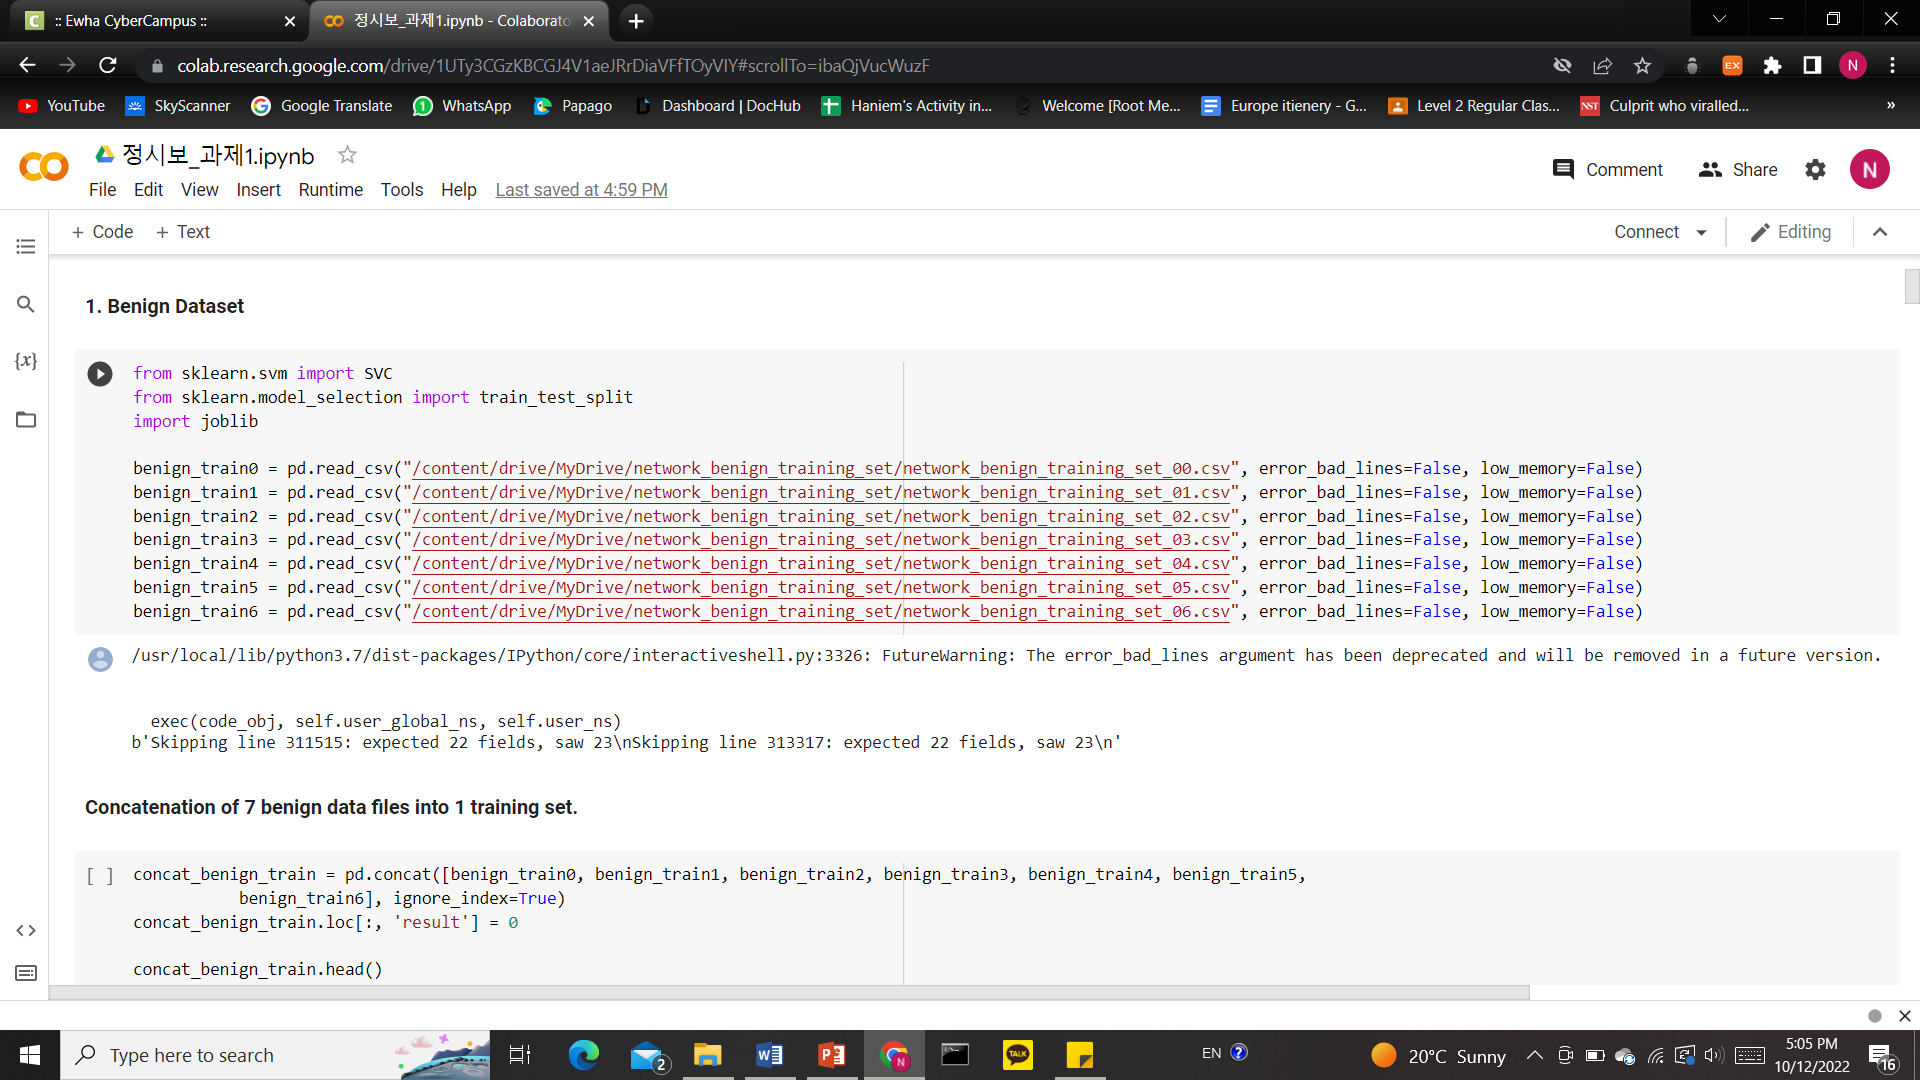 :: Ewha CyberCampus ::
정시보_과제1.ipynb - Colaborato
colab.research.google.com/drive/1UTy3CGzKBCGJ4V1aeJRrDiaVFfTOyVIY#scrollTo=ibaQjVucWuzF
EX
N
YouTube SkyScanner Google Translate WhatsApp Papago Dashboard | DocHub Haniem's Activity in... Welcome [Root Me... Europe itienery - G... Level 2 Regular Clas... NST Culprit who viralled... »
정시보_과제1.ipynb
Comment Share N
File Edit View Insert Runtime Tools Help Last saved at 4:59 PM
+ Code + Text Connect Editing
1. Benign Dataset
{x}
from sklearn.svm import SVC
from sklearn.model_selection import train_test_split
import joblib
benign_train0 = pd.read_csv("/content/drive/MyDrive/network_benign_training_set/network_benign_training_set_00.csv", error_bad_lines=False, low_memory=False)
benign_train1 = pd.read_csv("/content/drive/MyDrive/network_benign_training_set/network_benign_training_set_01.csv", error_bad_lines=False, low_memory=False)
benign_train2 = pd.read_csv("/content/drive/MyDrive/network_benign_training_set/network_benign_training_set_02.csv", error_bad_lines=False, low_memory=False)
benign_train3 = pd.read_csv("/content/drive/MyDrive/network_benign_training_set/network_benign_training_set_03.csv", error_bad_lines=False, low_memory=False)
benign_train4 = pd.read_csv("/content/drive/MyDrive/network_benign_training_set/network_benign_training_set_04.csv", error_bad_lines=False, low_memory=False)
benign_train5 = pd.read_csv("/content/drive/MyDrive/network_benign_training_set/network_benign_training_set_05.csv", error_bad_lines=False, low_memory=False)
benign_train6 = pd.read_csv("/content/drive/MyDrive/network_benign_training_set/network_benign_training_set_06.csv", error_bad_lines=False, low_memory=False)
/usr/local/lib/python3.7/dist-packages/IPython/core/interactiveshell.py:3326: FutureWarning: The error_bad_lines argument has been deprecated and will be removed in a future version.
exec(code_obj, self.user_global_ns, self.user_ns)
b'Skipping line 311515: expected 22 fields, saw 23\nSkipping line 313317: expected 22 fields, saw 23\n'
Concatenation of 7 benign data files into 1 training set.
[ ] concat_benign_train = pd.concat([benign_train0, benign_train1, benign_train2, benign_train3, benign_train4, benign_train5,
benign_train6], ignore_index=True)
concat_benign_train.loc[:, 'result'] = 0
concat_benign_train.head()
Type here to search
2
TALK
EN
20°C Sunny
5:05 PM
10/12/2022
16